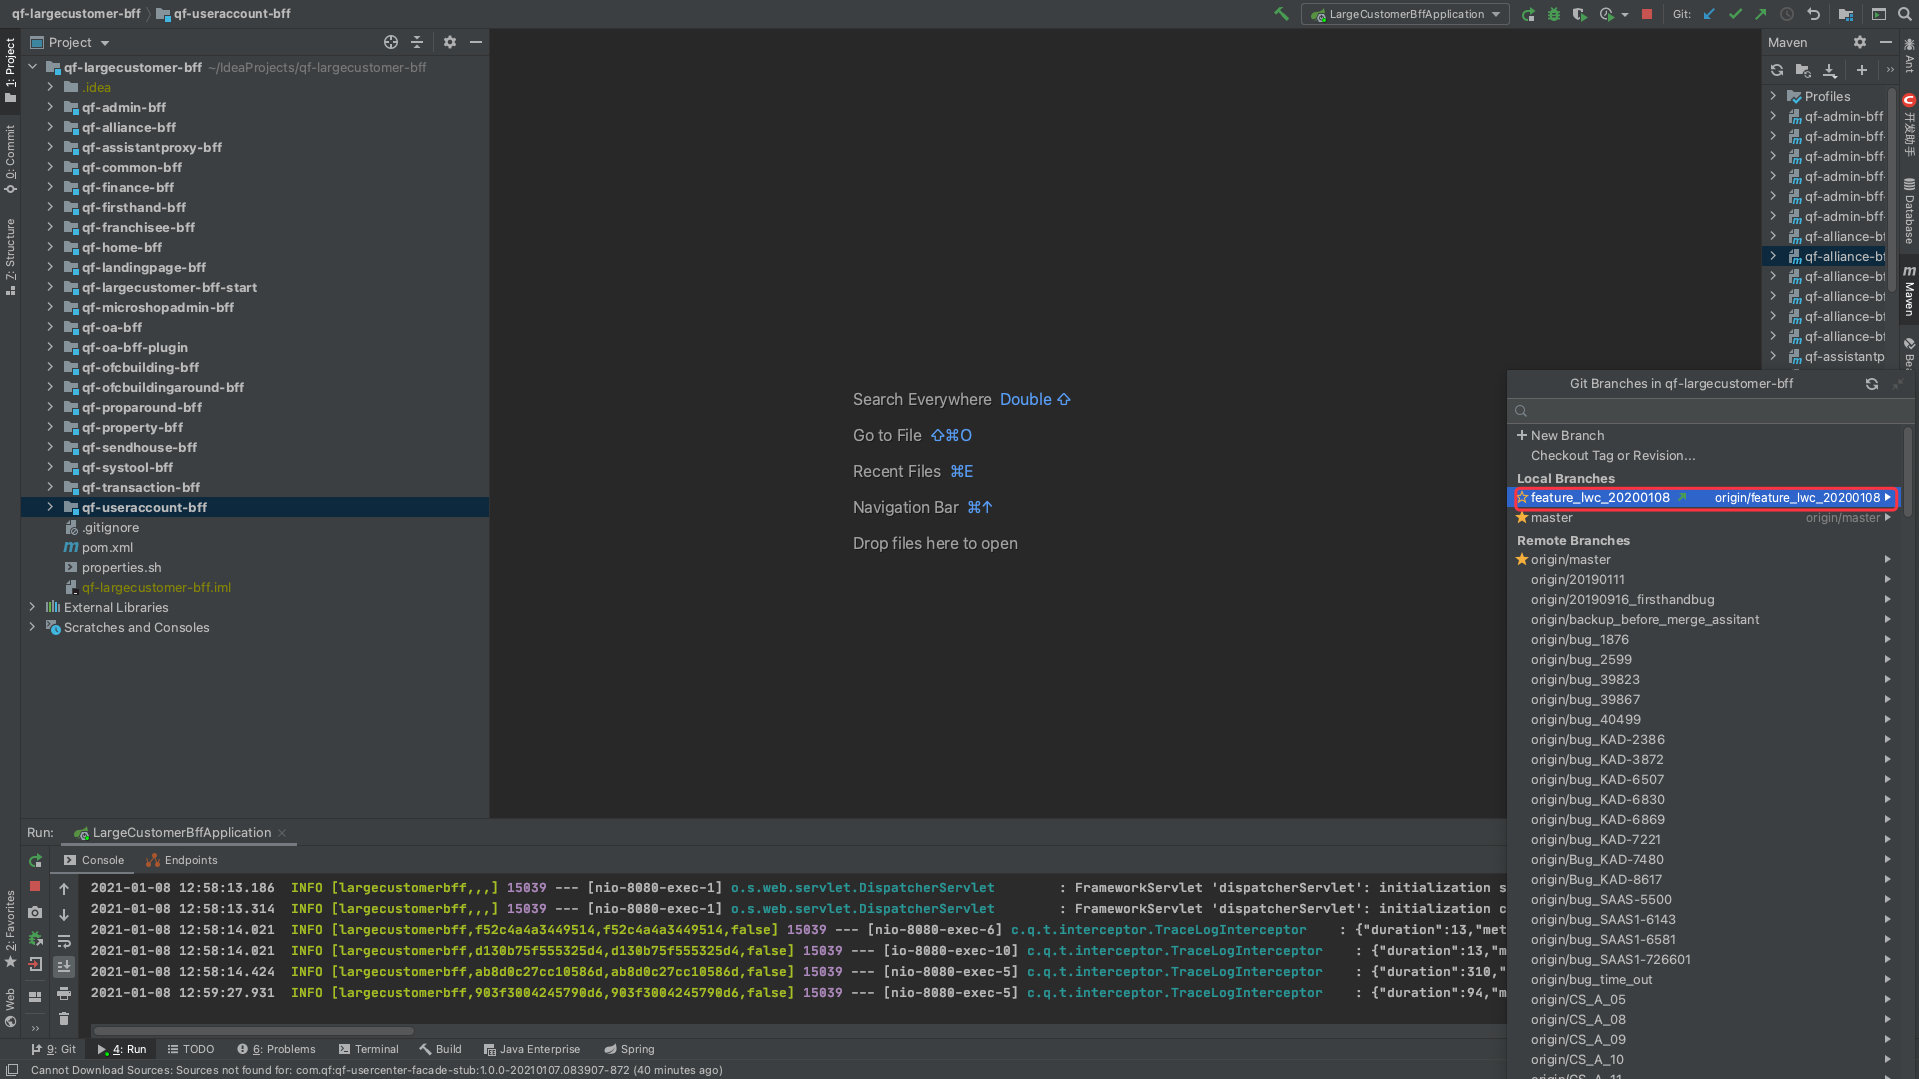 qf-largecustomer-bff
qf-useraccount-bff
LargeCustomerBffApplication
Git:
Project
qf-largecustomer-bff ~/IdeaProjects/qf-largecustomer-bff
.idea
qf-admin-bff
qf-alliance-bff
qf-assistantproxy-bff
qf-common-bff
qf-finance-bff
qf-firsthand-bff
qf-franchisee-bff
qf-home-bff
qf-landingpage-bff
qf-largecustomer-bff-start
qf-microshopadmin-bff
qf-oa-bff
qf-oa-bff-plugin
qf-ofcbuilding-bff
qf-ofcbuildingaround-bff
qf-proparound-bff
qf-property-bff
qf-sendhouse-bff
qf-systool-bff
qf-transaction-bff
qf-useraccount-bff
.gitignore
pom.xml
properties.sh
qf-largecustomer-bff.iml
External Libraries
Scratches and Consoles
1: Project
0: Commit
7: Structure
2: Favorites
Web
Search Everywhere Double ⇧
Go to File ⇧⌘O
Recent Files ⌘E
Navigation Bar ⌘↑
Drop files here to open
Maven
Profiles
qf-admin-bff
qf-admin-bff-
qf-admin-bff-
qf-admin-bff-
qf-admin-bff-
qf-admin-bff-
qf-alliance-bf
qf-alliance-bf
qf-alliance-bf
qf-alliance-bf
qf-alliance-bf
qf-alliance-bf
qf-assistantp
Ant
开发助手
Database
Maven
Git Branches in qf-largecustomer-bff
New Branch
Checkout Tag or Revision...
Local Branches
feature_lwc_20200108 origin/feature_lwc_20200108
master origin/master
Remote Branches
origin/master
origin/20190111
origin/20190916_firsthandbug
origin/backup_before_merge_assitant
origin/bug_1876
origin/bug_2599
origin/bug_39823
origin/bug_39867
origin/bug_40499
origin/bug_KAD-2386
origin/bug_KAD-3872
origin/bug_KAD-6507
origin/bug_KAD-6830
origin/bug_KAD-6869
origin/bug_KAD-7221
origin/Bug_KAD-7480
origin/Bug_KAD-8617
origin/bug_SAAS-5500
origin/bug_SAAS1-6143
origin/bug_SAAS1-6581
origin/bug_SAAS1-726601
origin/bug_time_out
origin/CS_A_05
origin/CS_A_08
origin/CS_A_09
origin/CS_A_10
origin/CS_A_11
Run: LargeCustomerBffApplication
Console Endpoints
2021-01-08 12:58:13.186 INFO [largecustomerbff,,,] 15039 --- [nio-8080-exec-1] o.s.web.servlet.DispatcherServlet : FrameworkServlet 'dispatcherServlet': initialization s
2021-01-08 12:58:13.314 INFO [largecustomerbff,,,] 15039 --- [nio-8080-exec-1] o.s.web.servlet.DispatcherServlet : FrameworkServlet 'dispatcherServlet': initialization c
2021-01-08 12:58:14.021 INFO [largecustomerbff,f52c4a4a3449514,f52c4a4a3449514,false] 15039 --- [nio-8080-exec-6] c.q.t.interceptor.TraceLogInterceptor : {"duration":13,"met
2021-01-08 12:58:14.021 INFO [largecustomerbff,d130b75f555325d4,d130b75f555325d4,false] 15039 --- [io-8080-exec-10] c.q.t.interceptor.TraceLogInterceptor : {"duration":13,"m
2021-01-08 12:58:14.424 INFO [largecustomerbff,ab8d0c27cc10586d,ab8d0c27cc10586d,false] 15039 --- [nio-8080-exec-5] c.q.t.interceptor.TraceLogInterceptor : {"duration":310,"
2021-01-08 12:59:27.931 INFO [largecustomerbff,903f3004245790d6,903f3004245790d6,false] 15039 --- [nio-8080-exec-5] c.q.t.interceptor.TraceLogInterceptor : {"duration":94,"m
9: Git 4: Run TODO 6: Problems Terminal Build Java Enterprise Spring
Cannot Download Sources: Sources not found for: com.qf:qf-usercenter-facade-stub:1.0.0-20210107.083907-872 (40 minutes ago)